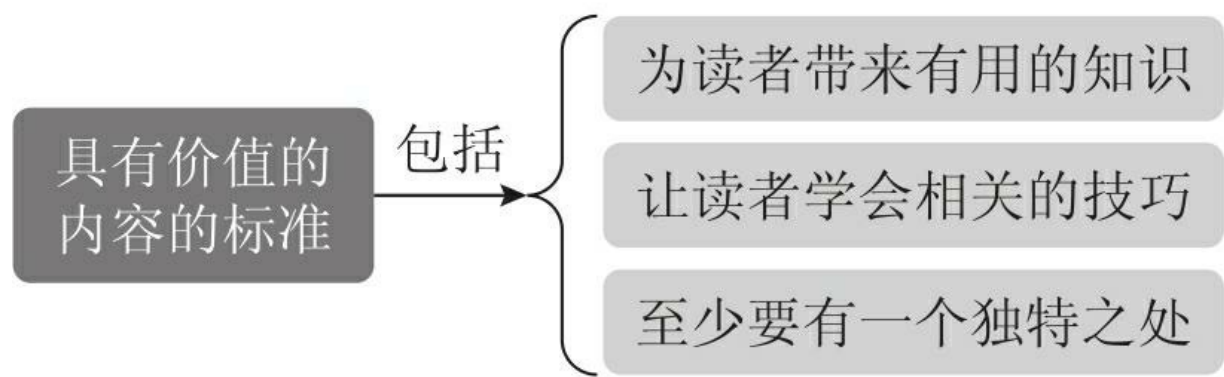 具有价值的
内容的标准
包括
为读者带来有用的知识
让读者学会相关的技巧
至少要有一个独特之处